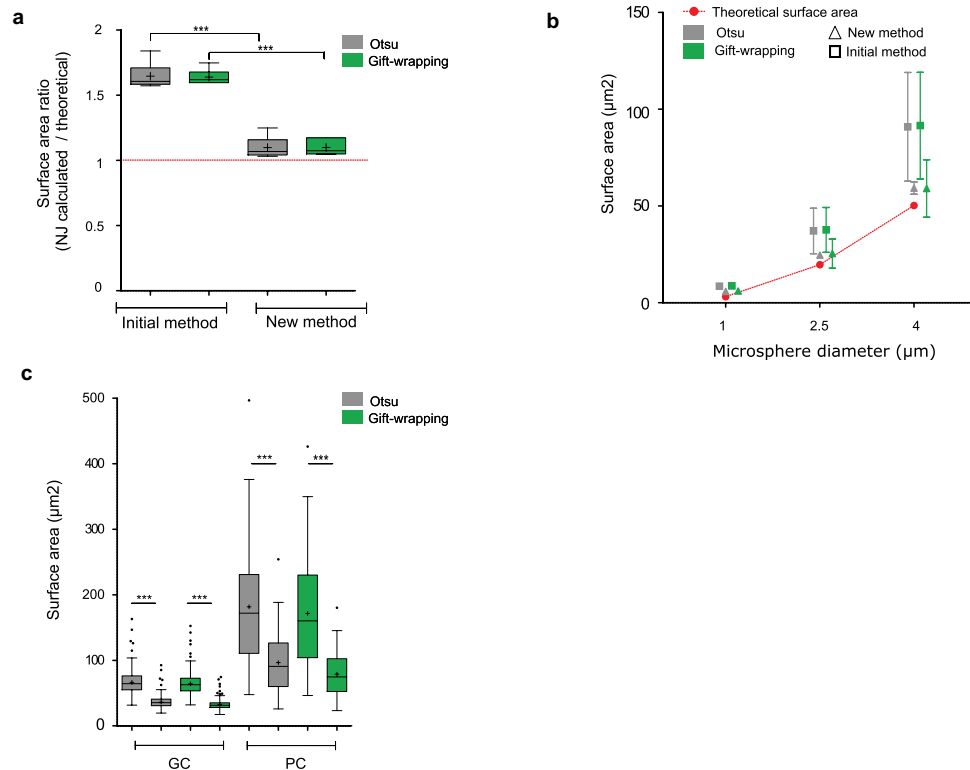 a
Surface area ratio
(NJ calculated / theoretical)
2
1.5
1
0.5
0
***
***
Otsu
Gift-wrapping
Initial method
New method
b
Surface area (µm2)
150
100
50
0
Theoretical surface area
Otsu
New method
Gift-wrapping
Initial method
1
2.5
4
Microsphere diameter (µm)
c
Surface area (µm2)
500
400
300
200
100
0
Otsu
Gift-wrapping
***
***
***
***
GC
PC